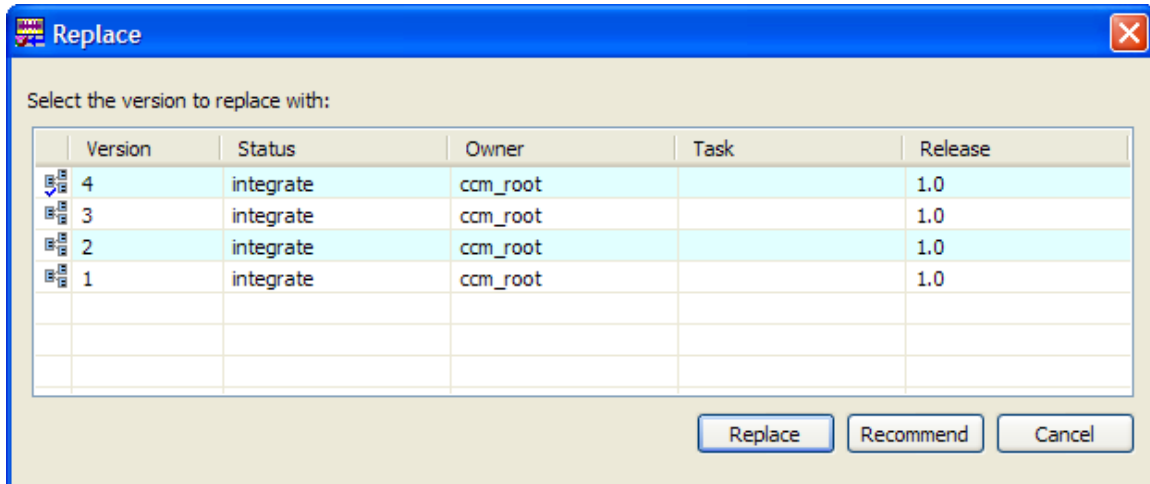 Replace
Select the version to replace with:
Version Status Owner Task Release
4 integrate ccm_root 1.0
3 integrate ccm_root 1.0
2 integrate ccm_root 1.0
1 integrate ccm_root 1.0
Replace Recommend Cancel